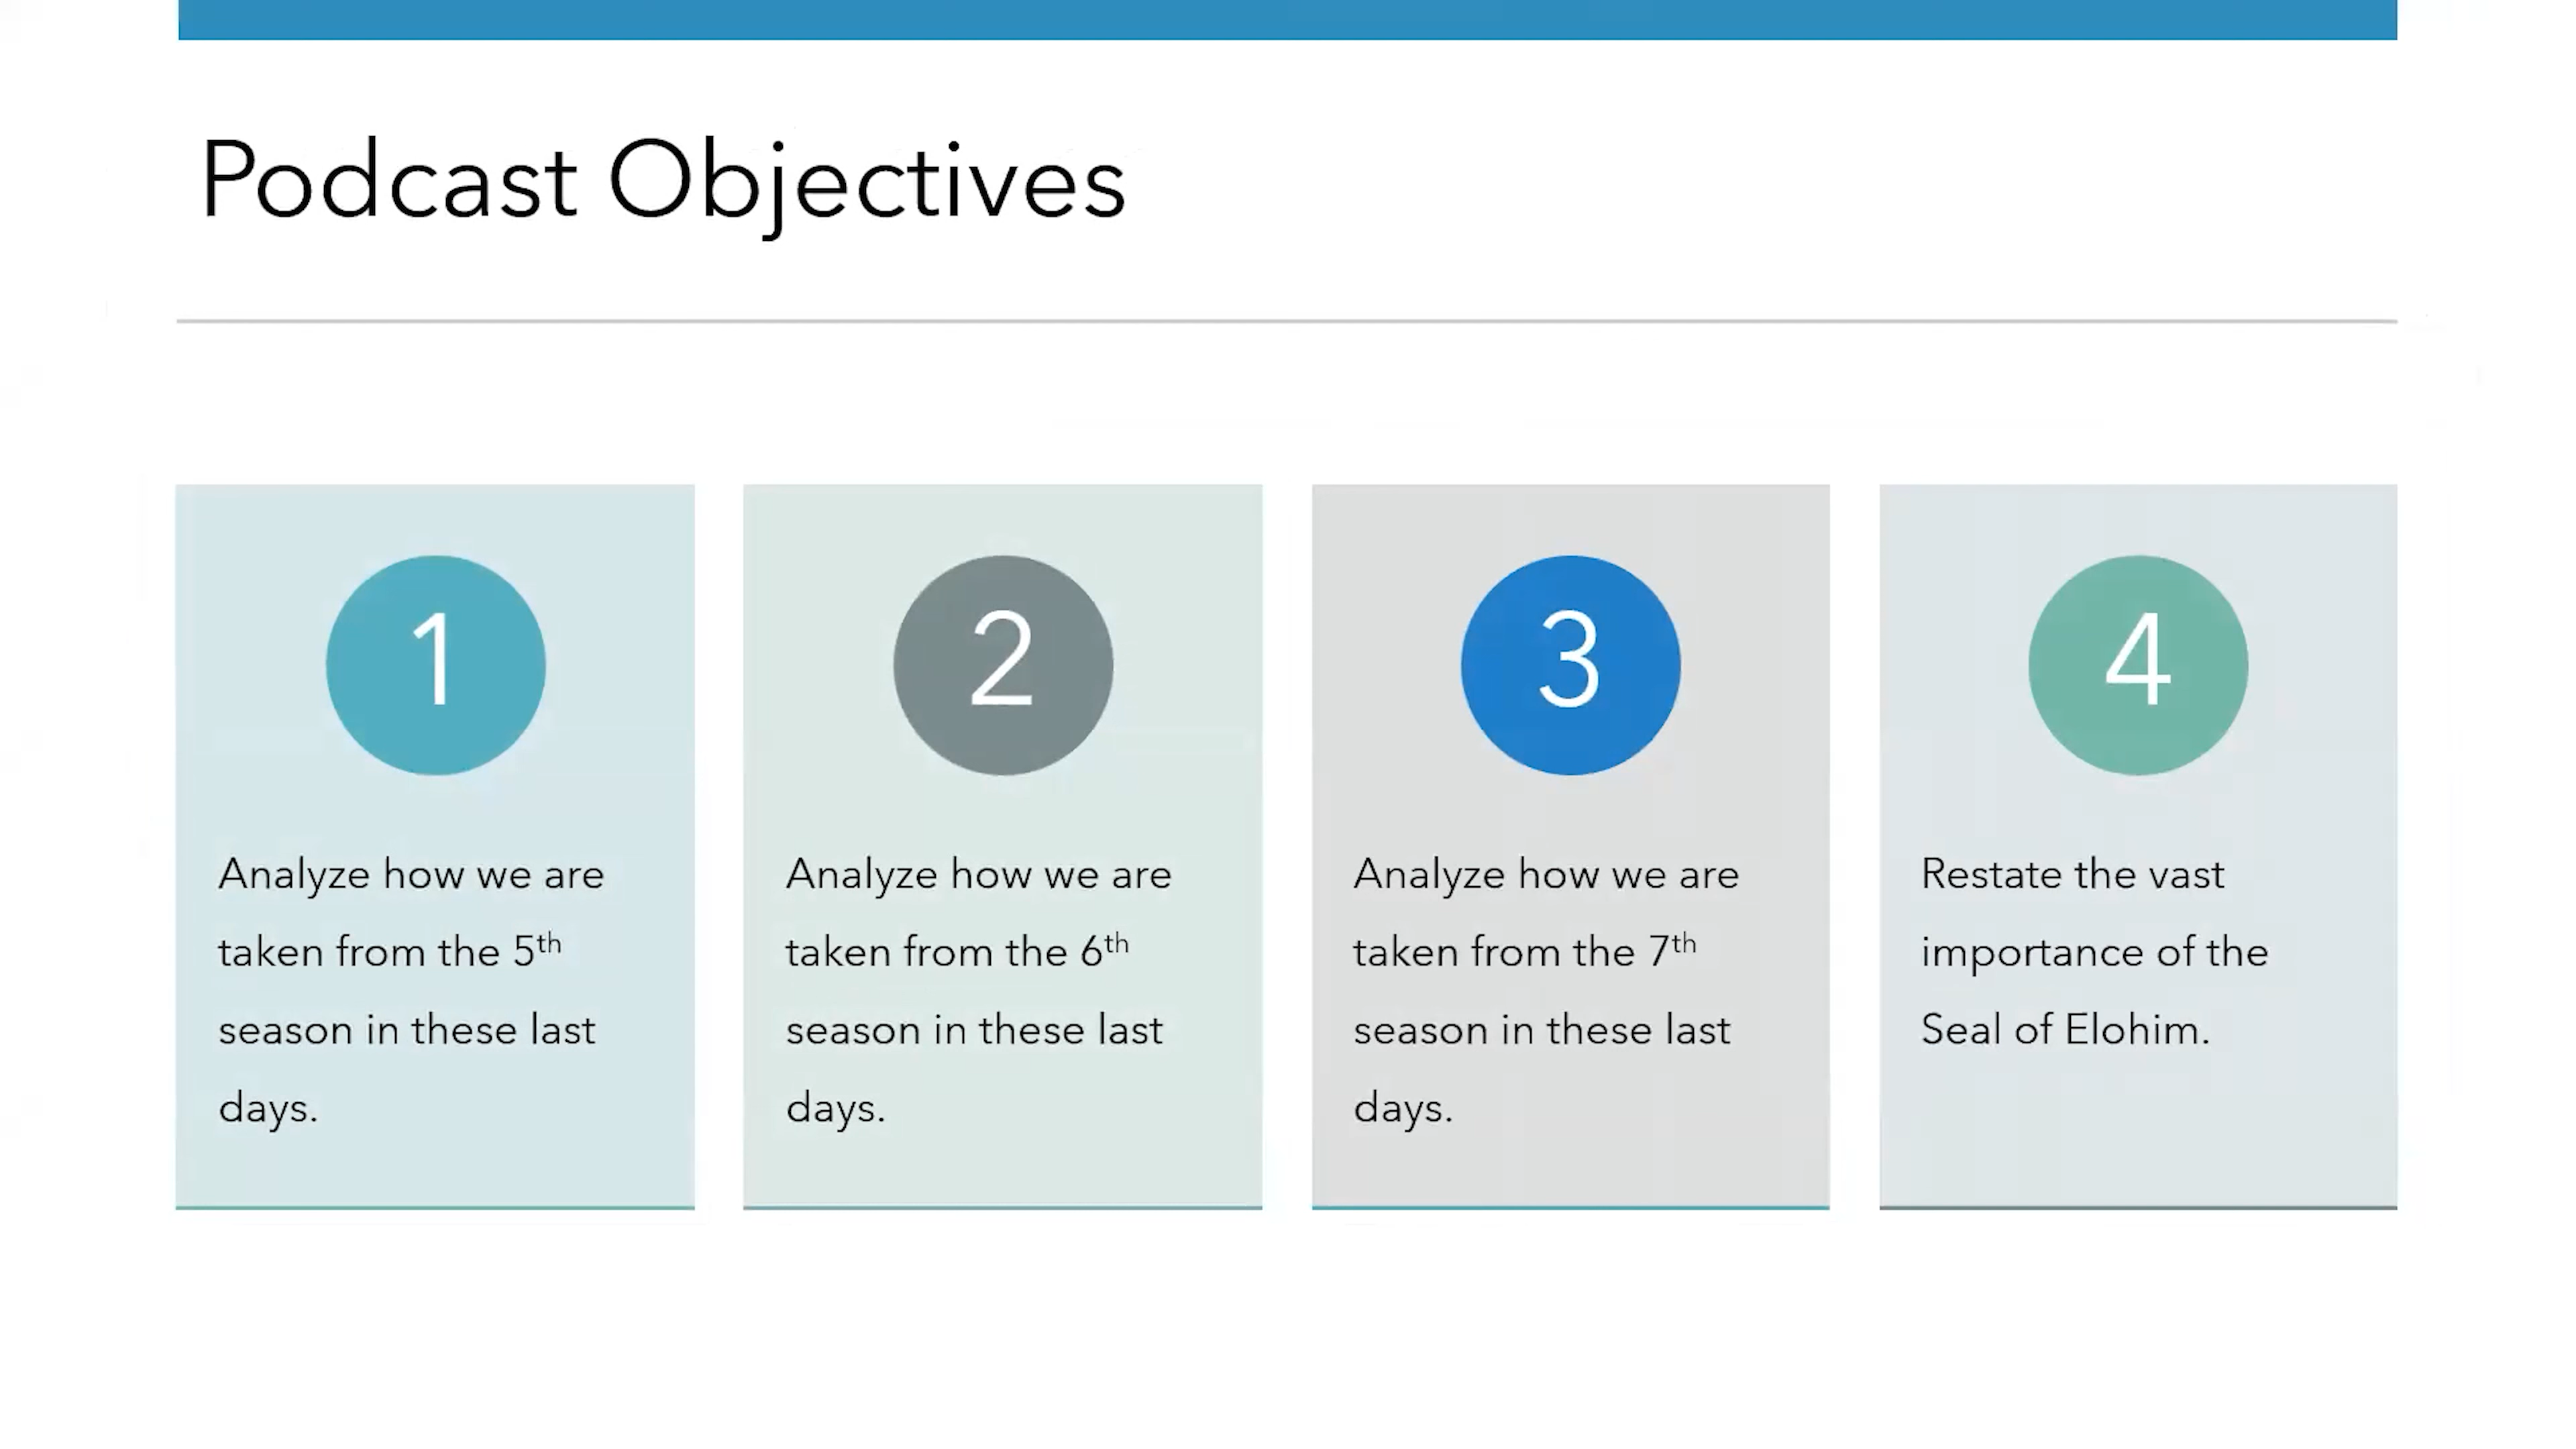 Podcast Objectives
1
Analyze how we are
taken from the 5th
season in these last
days.
2
Analyze how we are
taken from the 6th
season in these last
days.
3
Analyze how we are
taken from the 7th
season in these last
days.
4
Restate the vast
importance of the
Seal of Elohim.